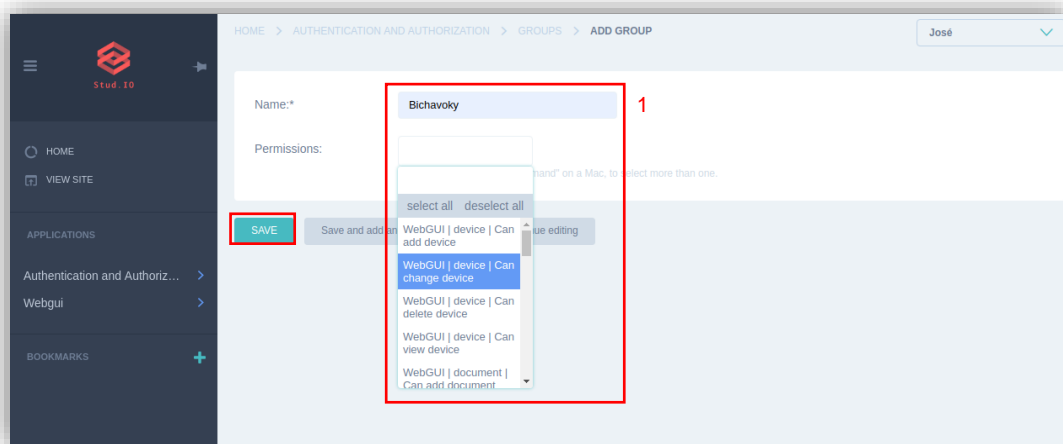 HOME > AUTHENTICATION AND AUTHORIZATION > GROUPS > ADD GROUP
José
Stud.IO
HOME
VIEW SITE
APPLICATIONS
Authentication and Authoriz...
Webgui
BOOKMARKS
Name:*
Bichavoky
1
Permissions:
on a Mac, to select more than one.
select all deselect all
WebGUI | device | Can
add device
WebGUI | device | Can
change device
WebGUI | device | Can
delete device
WebGUI | device | Can
view device
WebGUI | document |
Can add document
SAVE
Save and add
editing